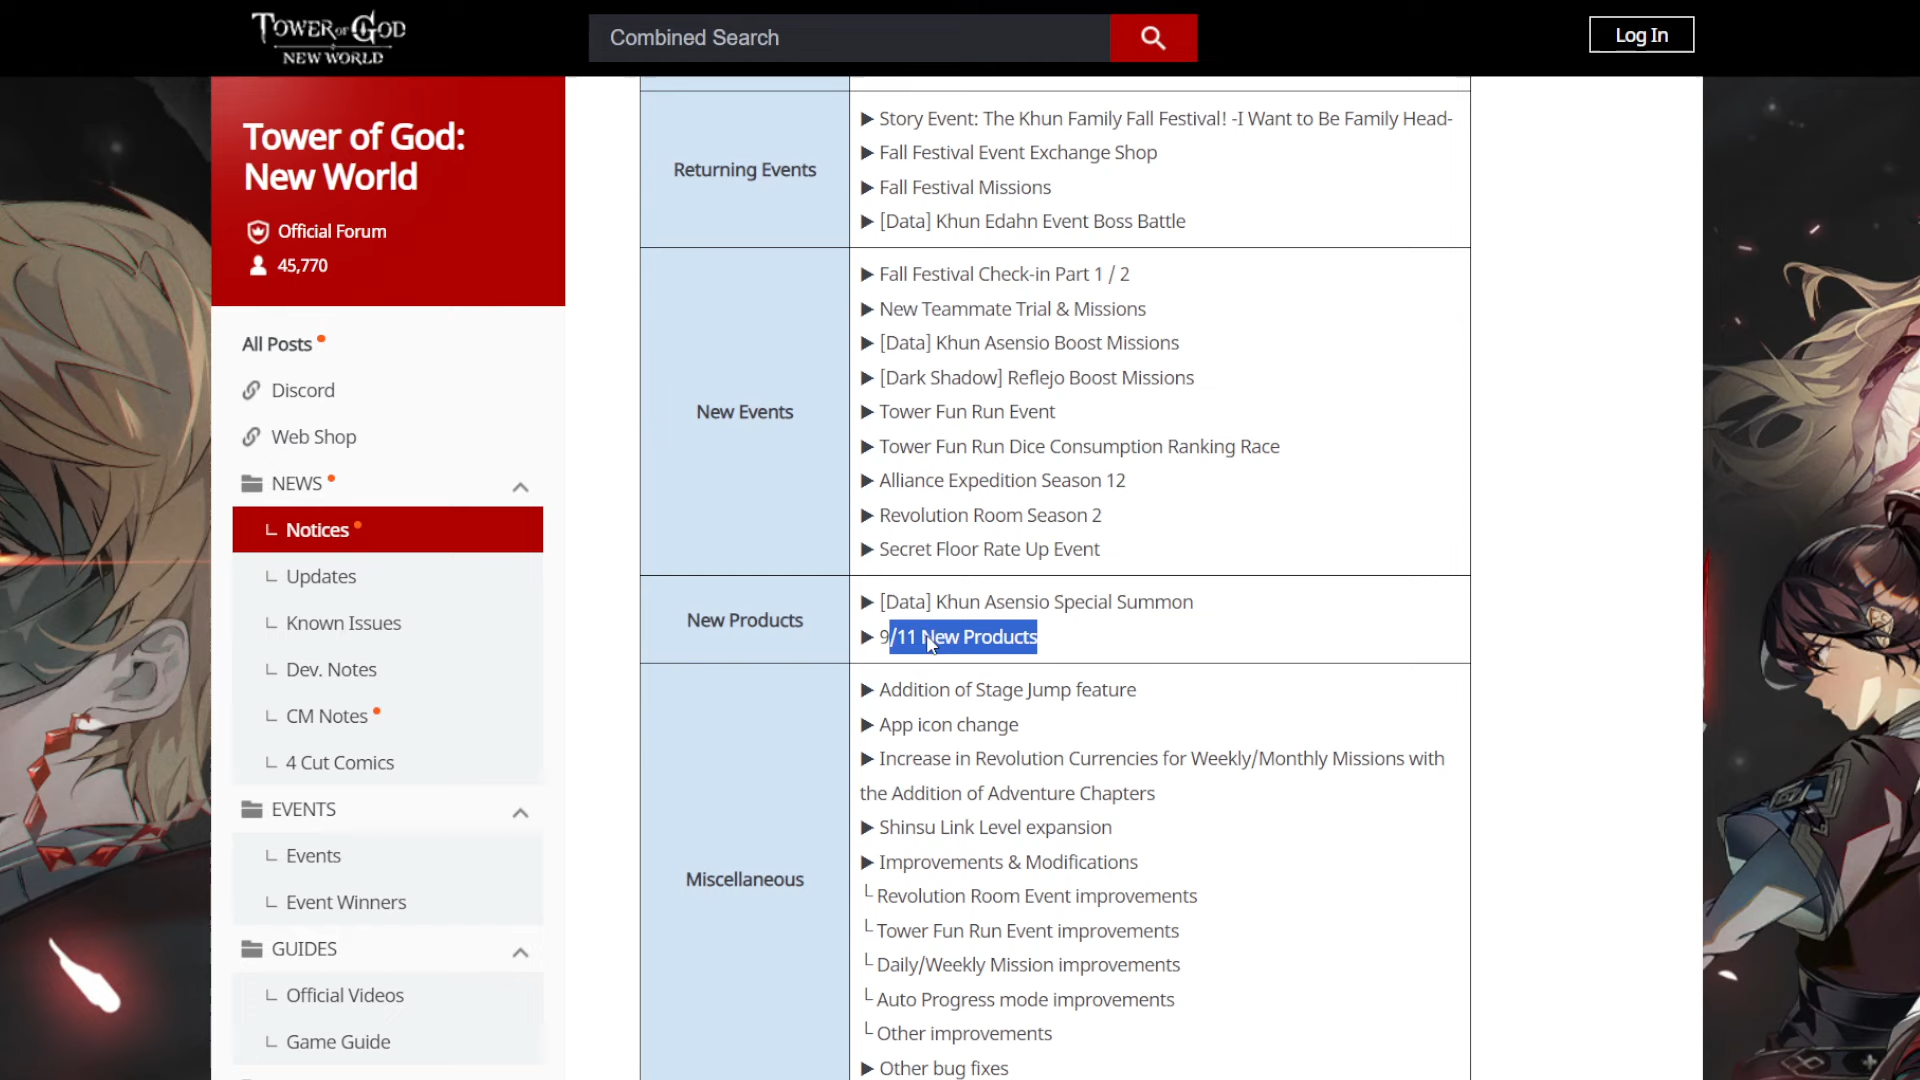 TOWER OF GOD
NEW WORLD
Combined Search
Log In
Tower of God:
New World
Official Forum
45,770
All Posts
Discord
Web Shop
NEWS
Notices
Updates
Known Issues
Dev. Notes
CM Notes
4 Cut Comics
EVENTS
Events
Event Winners
GUIDES
Official Videos
Game Guide
Returning Events
▶ Story Event: The Khun Family Fall Festival! -I Want to Be Family Head-
▶ Fall Festival Event Exchange Shop
▶ Fall Festival Missions
▶ [Data] Khun Edahn Event Boss Battle
New Events
▶ Fall Festival Check-in Part 1 / 2
▶ New Teammate Trial & Missions
▶ [Data] Khun Asensio Boost Missions
▶ [Dark Shadow] Reflejo Boost Missions
▶ Tower Fun Run Event
▶ Tower Fun Run Dice Consumption Ranking Race
▶ Alliance Expedition Season 12
▶ Revolution Room Season 2
▶ Secret Floor Rate Up Event
New Products
▶ [Data] Khun Asensio Special Summon
▶ 9/11 New Products
Miscellaneous
▶ Addition of Stage Jump feature
▶ App icon change
▶ Increase in Revolution Currencies for Weekly/Monthly Missions with
the Addition of Adventure Chapters
▶ Shinsu Link Level expansion
▶ Improvements & Modifications
└ Revolution Room Event improvements
└ Tower Fun Run Event improvements
└ Daily/Weekly Mission improvements
└ Auto Progress mode improvements
└ Other improvements
▶ Other bug fixes